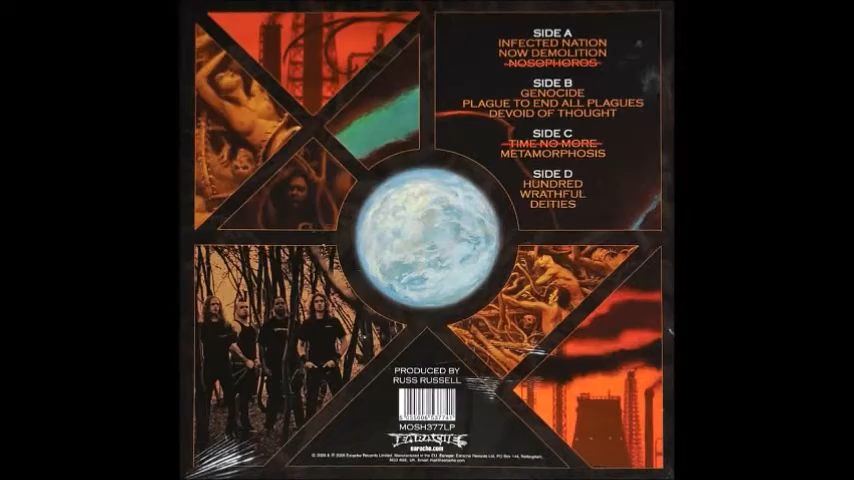 SIDE A
INFECTED NATION
NOW DEMOLITION
NOSOPHOROS
SIDE B
GENOCIDE
PLAGUE TO END ALL PLAGUES
DEVOID OF THOUGHT
SIDE C
TIME NO MORE
METAMORPHOSIS
SIDE D
HUNDRED
WRATHFUL
DEITIES
PRODUCED BY
RUSS RUSSELL
MOSH377LP
EARACHE
earache.com